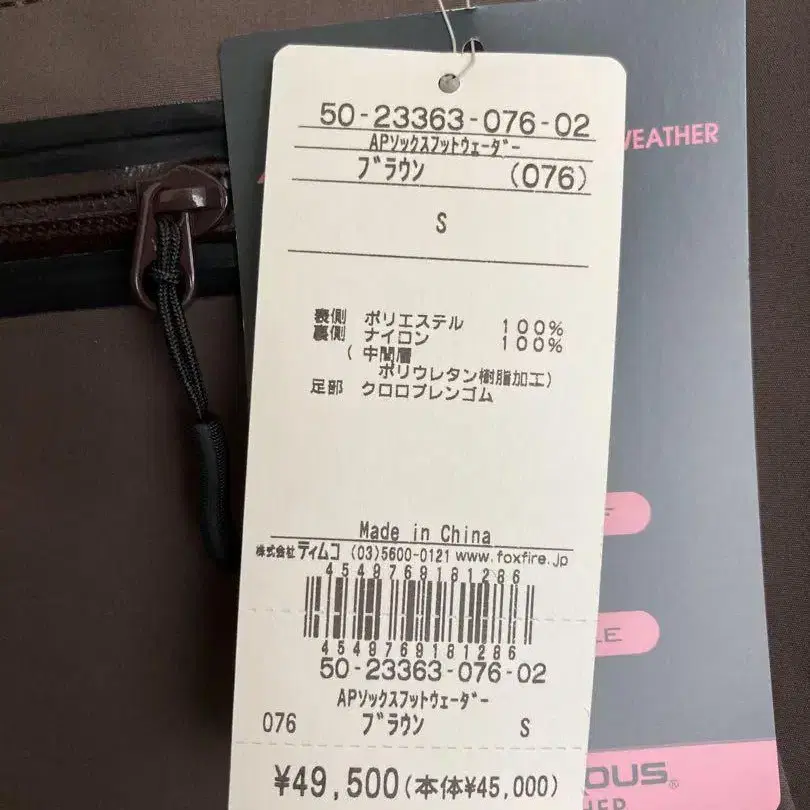 50-23363-076-02
APソックスフットウェーダー
ブラウン (076)
S
表側 ポリエステル 100%
裏側 ナイロン 100%
( 中間層
ポリウレタン樹脂加工)
足部 クロロプレンゴム
Made in China
株式会社ティムコ (03)5600-0121 www.foxfire.jp
4549769181286
4549769181286
50-23363-076-02
APソックスフットウェーダー
076 ブラウン S
¥49,500(本体¥45,000)
WEATHER